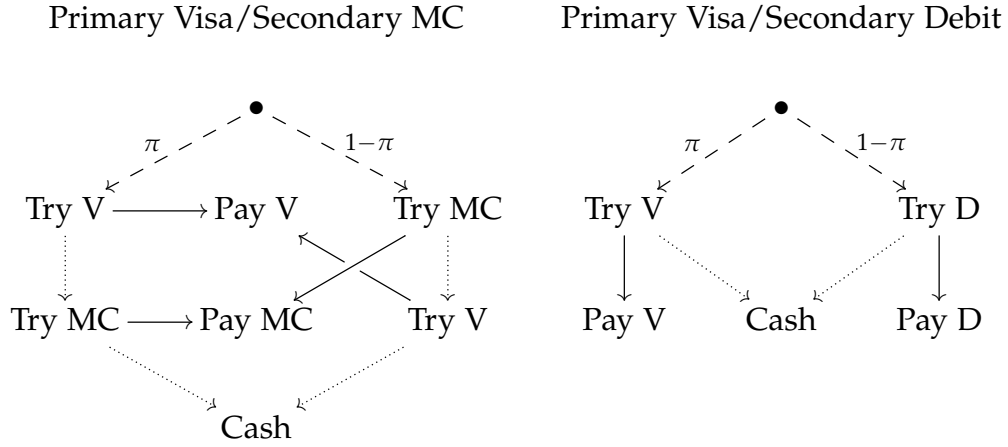 Primary Visa/Secondary MC
Primary Visa/Secondary Debit
π
1−π
π
1−π
Try V
Pay V
Try MC
Try V
Try D
Try MC
Pay MC
Try V
Pay V
Cash
Pay D
Cash